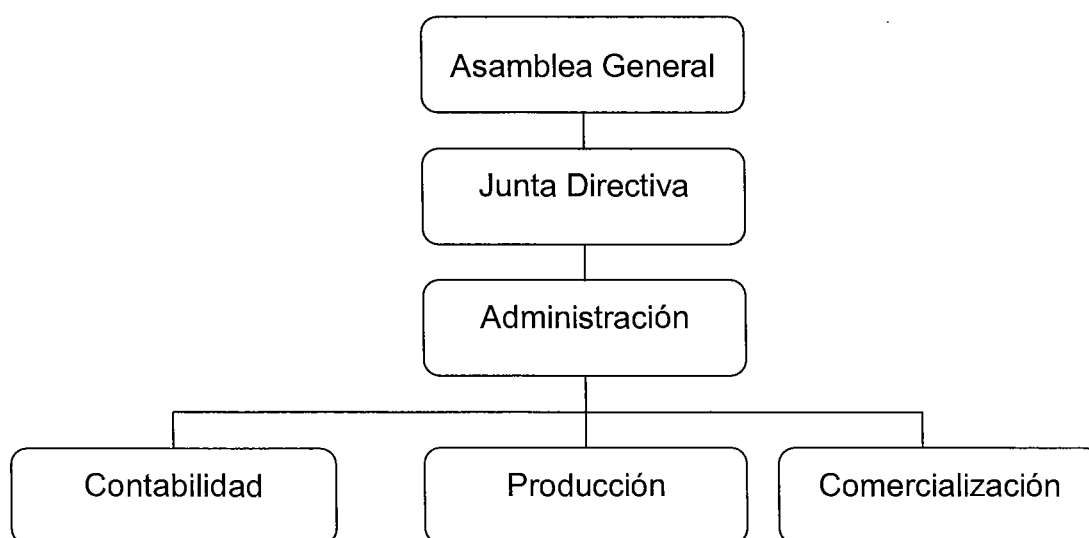 Asamblea General
Junta Directiva
Administración
Contabilidad
Producción
Comercialización